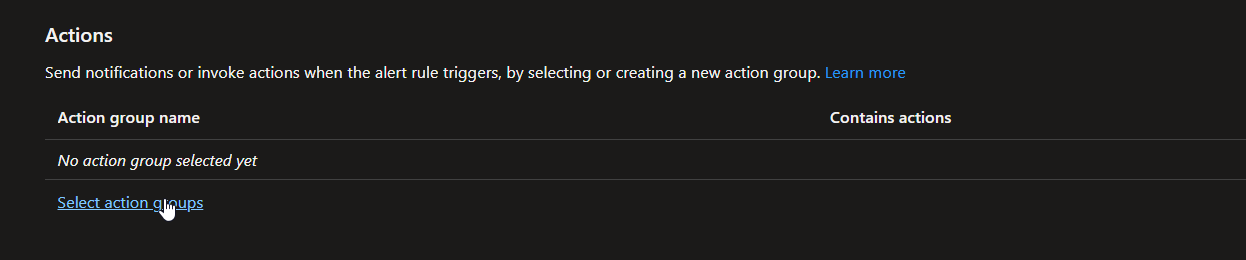 Actions
Send notifications or invoke actions when the alert rule triggers, by selecting or creating a new action group. Learn more
Action group name Contains actions
No action group selected yet
Select action groups